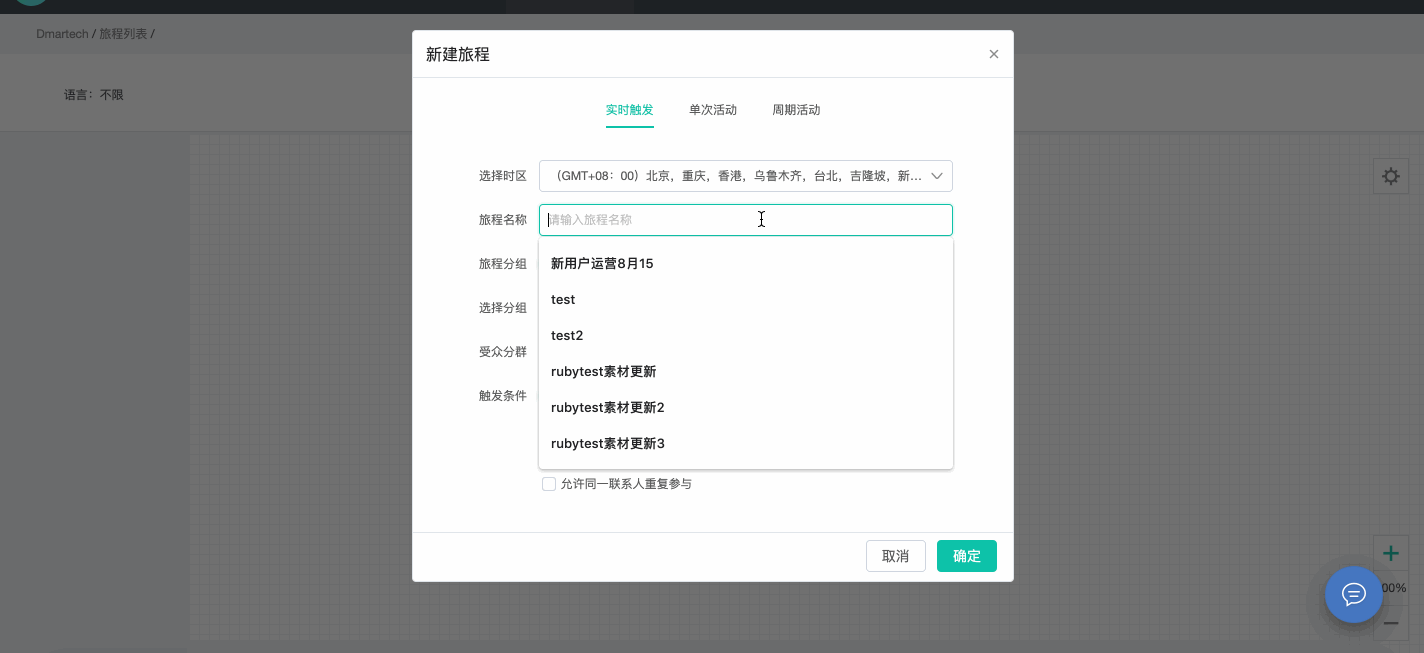 Dmartech / 旅程列表 /
新建旅程
语言：不限
实时触发 单次活动 周期活动
选择时区 （GMT+08：00）北京，重庆，香港，乌鲁木齐，台北，吉隆坡，新...
旅程名称 请输入旅程名称
旅程分组
新用户运营8月15
test
选择分组
test2
受众分群
rubytest素材更新
触发条件
rubytest素材更新2
rubytest素材更新3
允许同一联系人重复参与
取消 确定
00%